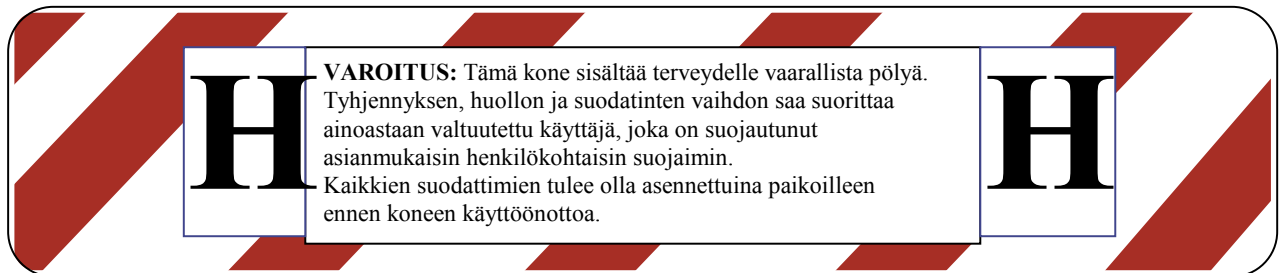 H
VAROITUS: Tämä kone sisältää terveydelle vaarallista pölyä.
Tyhjennyksen, huollon ja suodatinten vaihdon saa suorittaa
ainoastaan valtuutettu käyttäjä, joka on suojautunut
asianmukaisin henkilökohtaisin suojaimin.
Kaikkien suodattimien tulee olla asennettuina paikoilleen
ennen koneen käyttöönottoa.
H